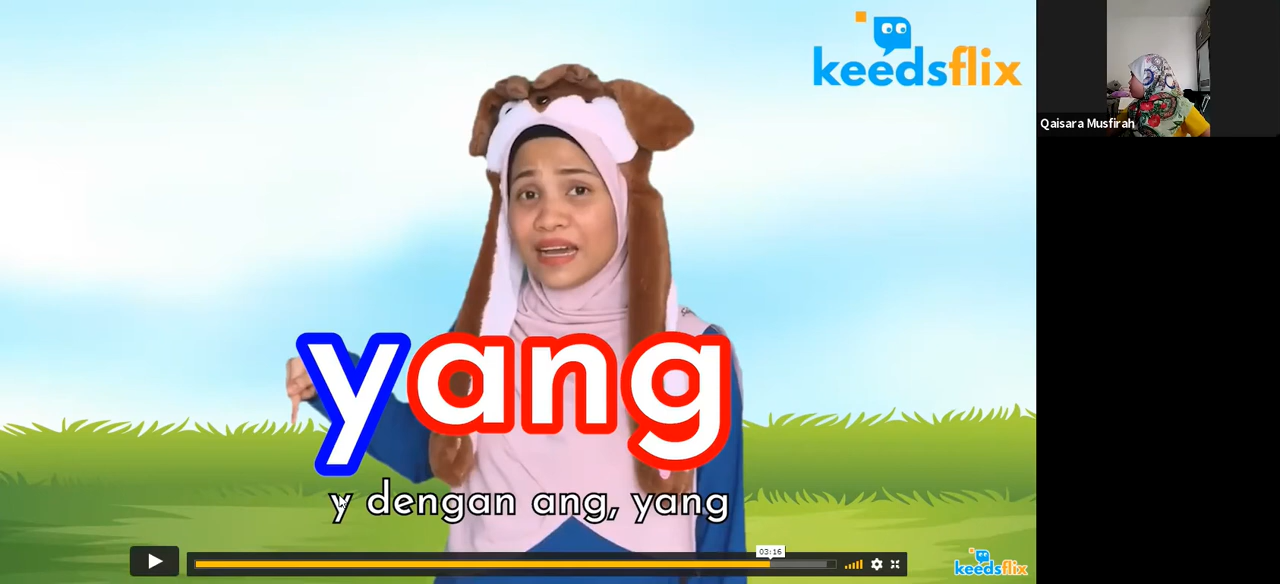 keedsflix
Qaisara Musfirah
yang
y dengan ang, yang
03:16
keedsflix